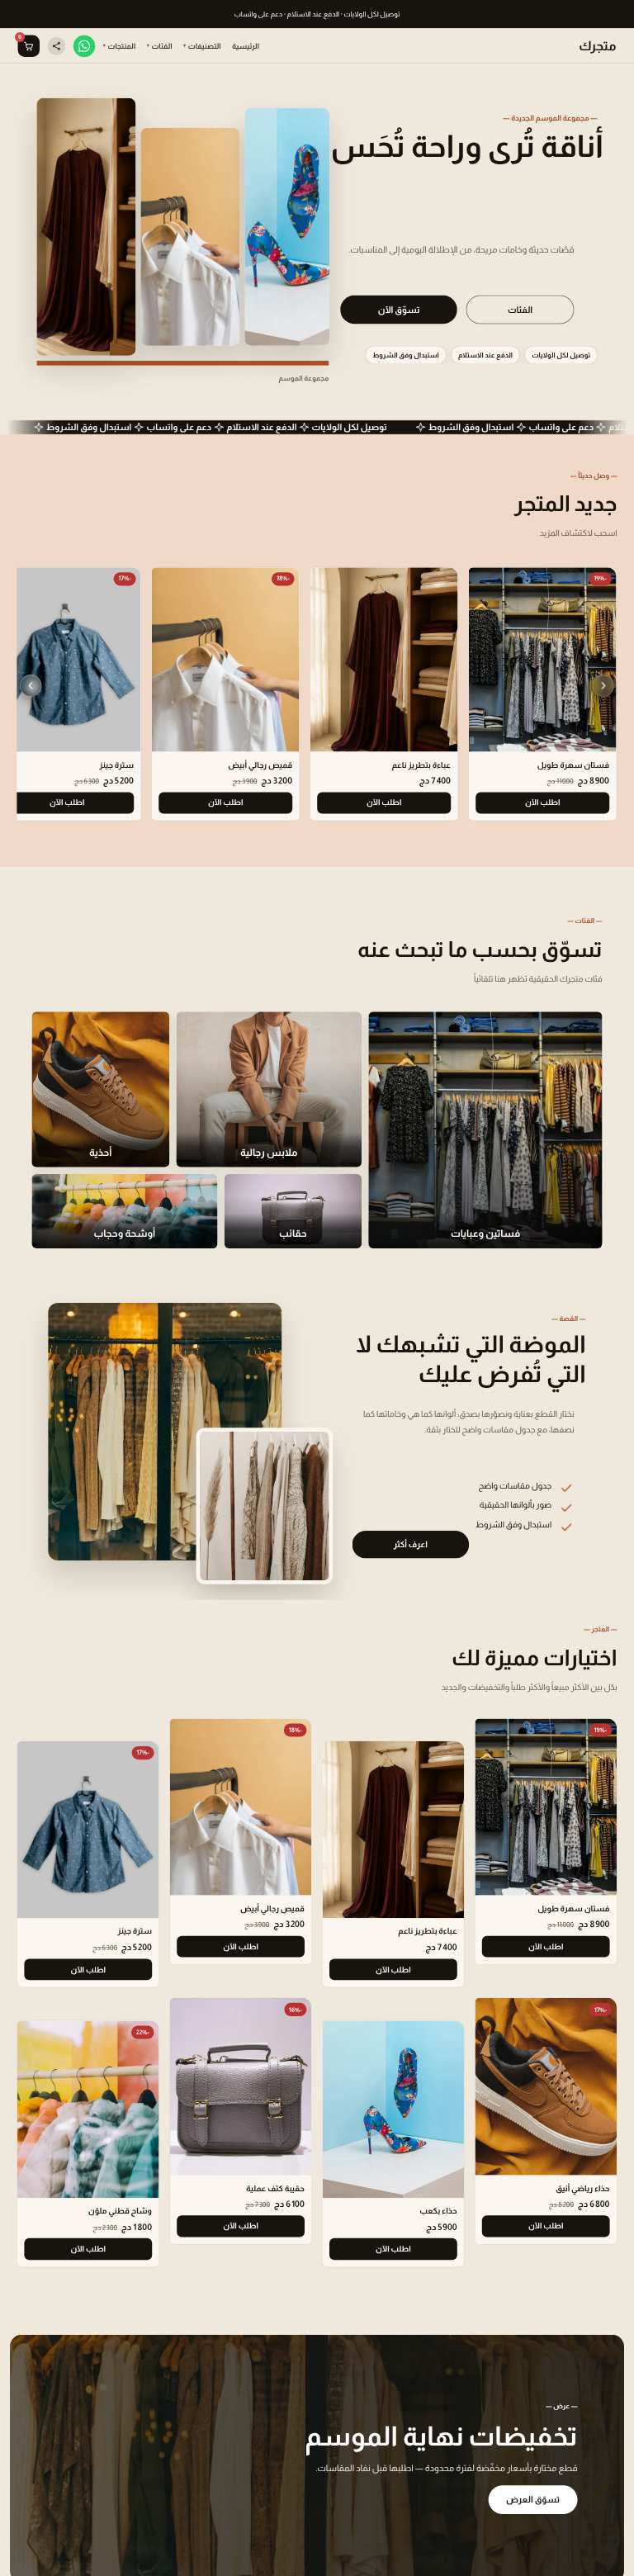 توصيل لكل الولايات · الدفع عند الاستلام · دعم على واتساب
متجرك
الرئيسية
التصنيفات
الفئات
المنتجات
6
— مجموعة الموسم الجديدة —
أناقة تُرى وراحة تُحَس
قصّات حديثة وخامات مريحة، من الإطلالة اليومية إلى المناسبات.
الفئات
تسوّق الآن
توصيل لكل الولايات
الدفع عند الاستلام
استبدال وفق الشروط
مجموعة الموسم
دعم على واتساب استبدال وفق الشروط
توصيل لكل الولايات الدفع عند الاستلام دعم على واتساب استبدال وفق الشروط
— وصل حديثاً —
جديد المتجر
اسحب لاكتشاف المزيد
-19%
-18%
-17%
فستان سهرة طويل
8900 دج 11000 دج
اطلب الآن
عباءة بتطريز ناعم
7400 دج
اطلب الآن
قميص رجالي أبيض
3200 دج 3900 دج
اطلب الآن
سترة جينز
5200 دج 6300 دج
اطلب الآن
— الفئات —
تسوّق بحسب ما تبحث عنه
فئات متجرك الحقيقية تظهر هنا تلقائياً
فساتين وعبايات
ملابس رجالية
أحذية
حقائب
أوشحة وحجاب
— القصة —
الموضة التي تشبهك لا
التي تُفرض عليك
نختار القطع بعناية ونصوّرها بصدق: ألوانها كما هي وخاماتها كما
نصفها، مع جدول مقاسات واضح لتختار بثقة.
جدول مقاسات واضح
صور بألوانها الحقيقية
استبدال وفق الشروط
اعرف أكثر
— المتجر —
اختيارات مميزة لك
بدّل بين الأكثر مبيعاً والأكثر طلباً والتخفيضات والجديد
-19%
فستان سهرة طويل
8900 دج 11000 دج
اطلب الآن
عباءة بتطريز ناعم
7400 دج
اطلب الآن
-18%
قميص رجالي أبيض
3200 دج 3900 دج
اطلب الآن
-17%
سترة جينز
5200 دج 6300 دج
اطلب الآن
-17%
حذاء رياضي أنيق
6800 دج 8200 دج
اطلب الآن
حذاء بكعب
5900 دج
اطلب الآن
-16%
حقيبة كتف عملية
6100 دج 7300 دج
اطلب الآن
-22%
وشاح قطني ملوّن
1800 دج 2300 دج
اطلب الآن
— عرض —
تخفيضات نهاية الموسم
قطع مختارة بأسعار مخفّضة لفترة محدودة — اطلبها قبل نفاد المقاسات.
تسوّق العرض